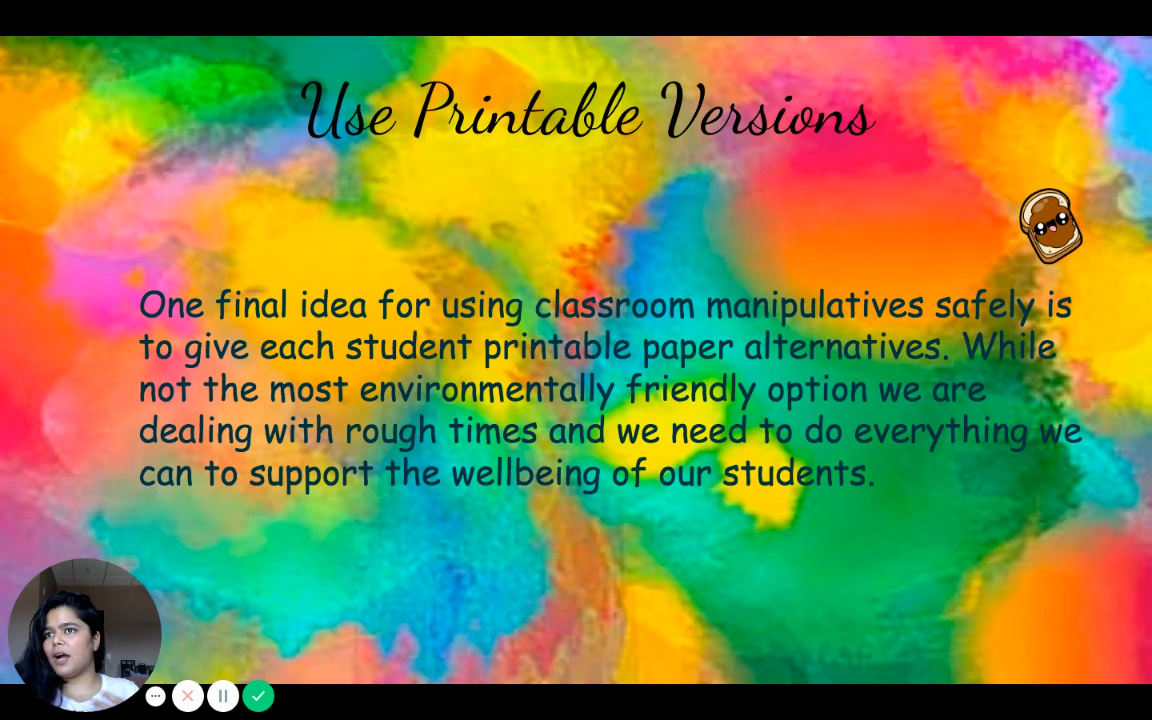 Use Printable Versions
One final idea for using classroom manipulatives safely is
to give each student printable paper alternatives. While
not the most environmentally friendly option we are
dealing with rough times and we need to do everything we
can to support the wellbeing of our students.